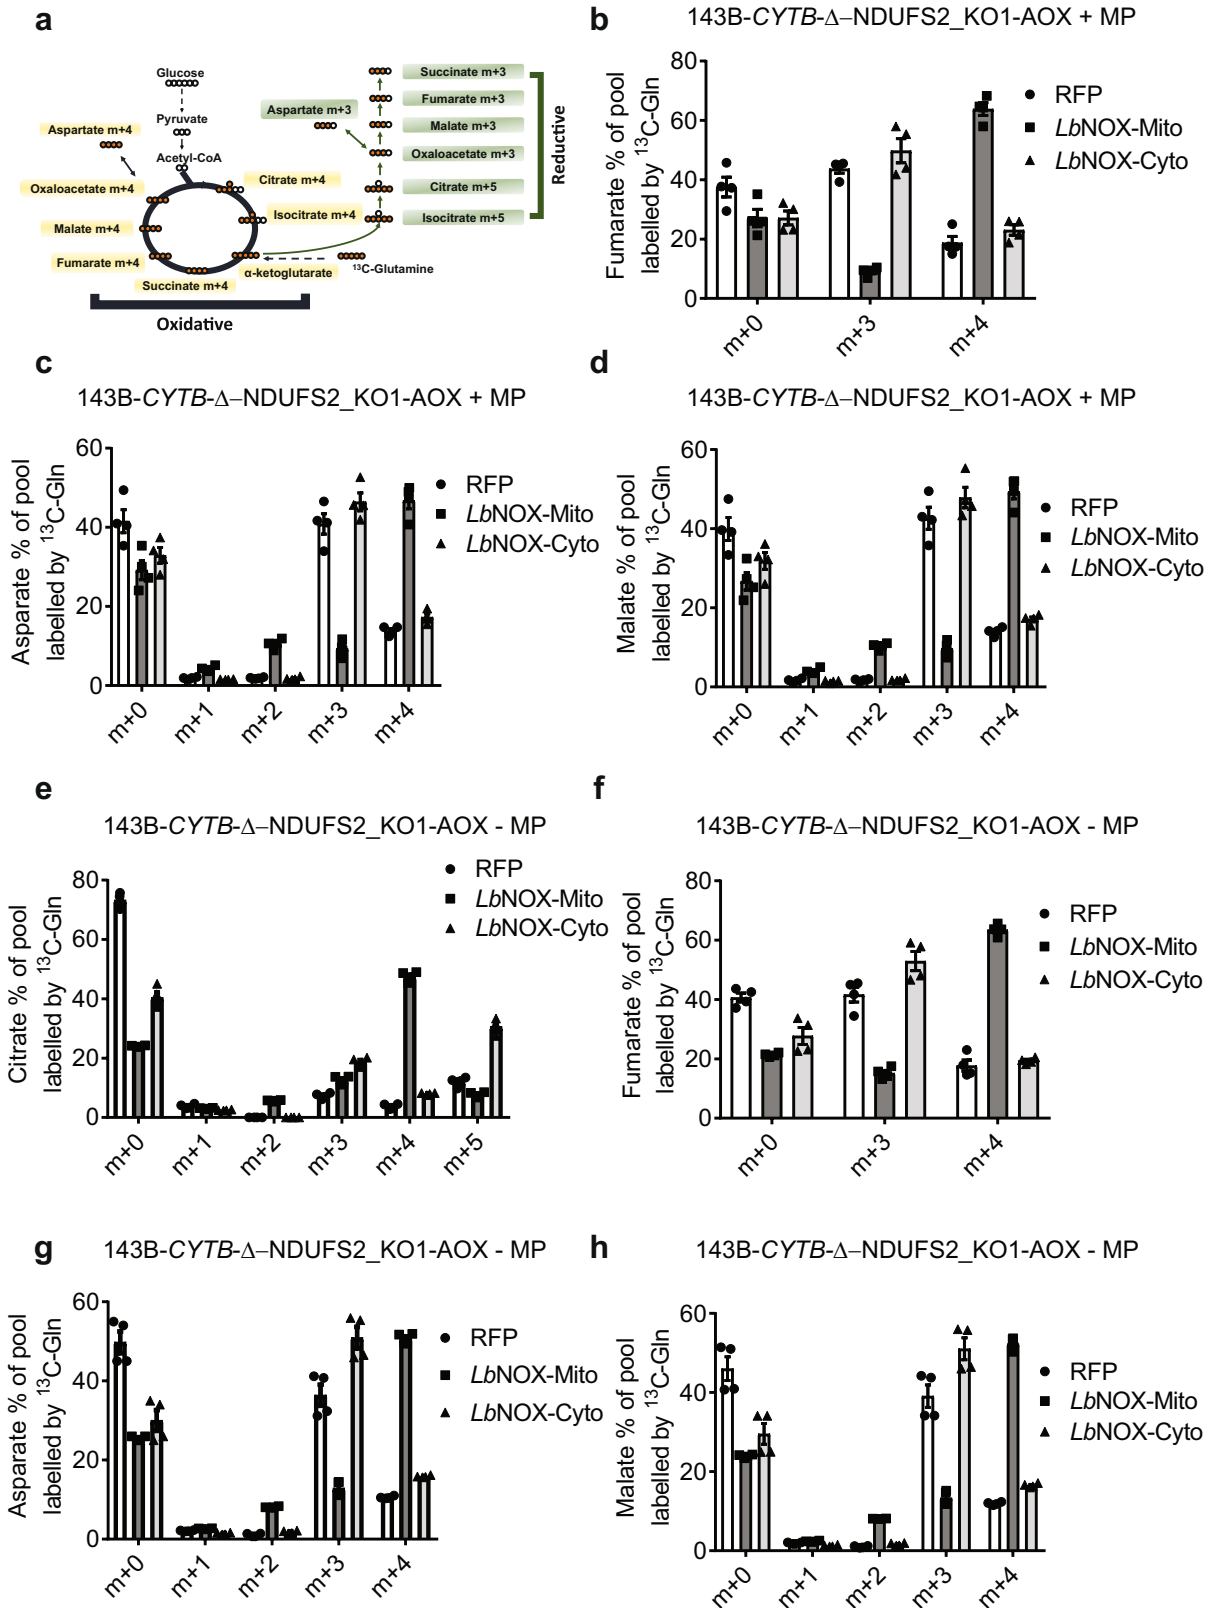 a
Glucose
Pyruvate
Acetyl-CoA
Aspartate m+4
Oxaloacetate m+4
Malate m+4
Fumarate m+4
Succinate m+4
Citrate m+4
Isocitrate m+4
α-ketoglutarate
13C-Glutamine
Oxidative
Aspartate m+3
Succinate m+3
Fumarate m+3
Malate m+3
Oxaloacetate m+3
Citrate m+5
Isocitrate m+5
Reductive
b
143B-CYTB-Δ–NDUFS2_KO1-AOX + MP
Fumarate % of pool
labelled by 13C-Gln
80
60
40
20
0
m+0
m+3
m+4
RFP
LbNOX-Mito
LbNOX-Cyto
c
143B-CYTB-Δ–NDUFS2_KO1-AOX + MP
Asparate % of pool
labelled by 13C-Gln
60
40
20
0
m+0
m+1
m+2
m+3
m+4
RFP
LbNOX-Mito
LbNOX-Cyto
d
143B-CYTB-Δ–NDUFS2_KO1-AOX + MP
Malate % of pool
labelled by 13C-Gln
60
40
20
0
m+0
m+1
m+2
m+3
m+4
RFP
LbNOX-Mito
LbNOX-Cyto
e
143B-CYTB-Δ–NDUFS2_KO1-AOX - MP
Citrate % of pool
labelled by 13C-Gln
80
60
40
20
0
m+0
m+1
m+2
m+3
m+4
m+5
RFP
LbNOX-Mito
LbNOX-Cyto
f
143B-CYTB-Δ–NDUFS2_KO1-AOX - MP
Fumarate % of pool
labelled by 13C-Gln
80
60
40
20
0
m+0
m+3
m+4
RFP
LbNOX-Mito
LbNOX-Cyto
g
143B-CYTB-Δ–NDUFS2_KO1-AOX - MP
Asparate % of pool
labelled by 13C-Gln
60
40
20
0
m+0
m+1
m+2
m+3
m+4
RFP
LbNOX-Mito
LbNOX-Cyto
h
143B-CYTB-Δ–NDUFS2_KO1-AOX - MP
Malate % of pool
labelled by 13C-Gln
60
40
20
0
m+0
m+1
m+2
m+3
m+4
RFP
LbNOX-Mito
LbNOX-Cyto